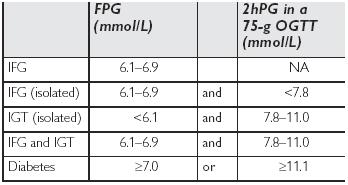 FPG (mmol/L) 2hPG in a 75-g OGTT (mmol/L)
IFG 6.1–6.9 NA
IFG (isolated) 6.1–6.9 and <7.8
IGT (isolated) <6.1 and 7.8–11.0
IFG and IGT 6.1–6.9 and 7.8–11.0
Diabetes ≥7.0 or ≥11.1